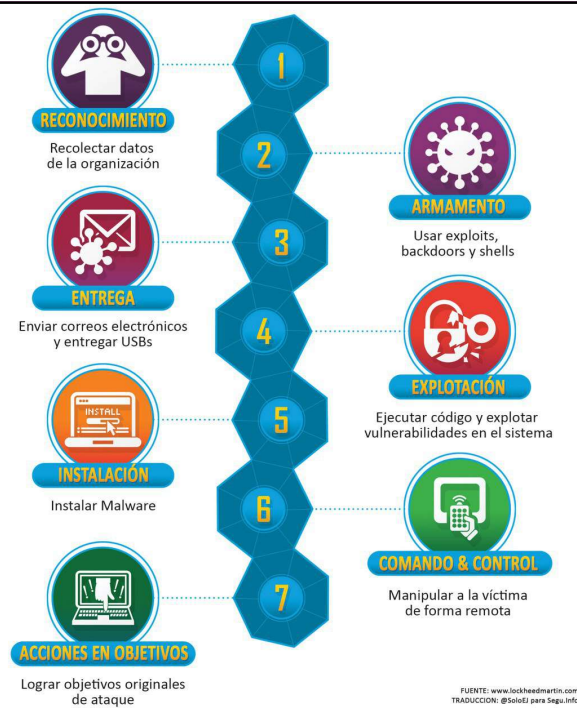 1
RECONOCIMIENTO
Recolectar datos
de la organización
2
ARMAMENTO
Usar exploits,
backdoors y shells
3
ENTREGA
Enviar correos electrónicos
y entregar USBs
4
EXPLOTACIÓN
Ejecutar código y explotar
vulnerabilidades en el sistema
5
INSTALL
INSTALACIÓN
Instalar Malware
6
COMANDO & CONTROL
Manipular a la víctima
de forma remota
7
ACCIONES EN OBJETIVOS
Lograr objetivos originales
de ataque
FUENTE: www.lockheedmartin.com
TRADUCCION: @SoloEJ para Segu.Info